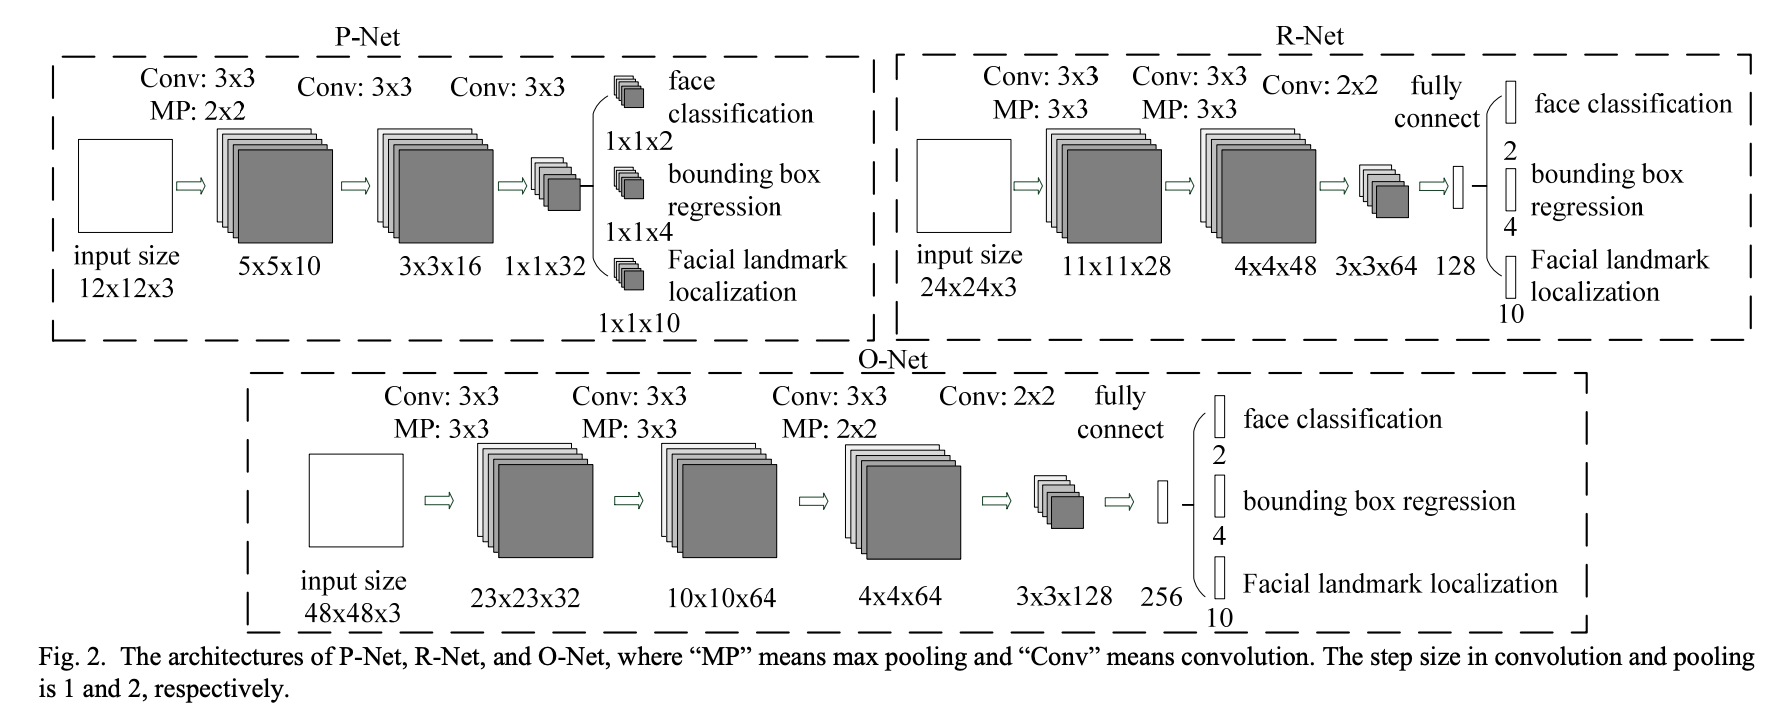 P-Net
Conv: 3x3
MP: 2x2
Conv: 3x3
Conv: 3x3
input size
12x12x3
5x5x10
3x3x16
1x1x32
face
classification
1x1x2
bounding box
regression
1x1x4
Facial landmark
localization
1x1x10
R-Net
Conv: 3x3
MP: 3x3
Conv: 3x3
MP: 3x3
Conv: 2x2
fully
connect
input size
24x24x3
11x11x28
4x4x48
3x3x64
128
face classification
2
bounding box
regression
4
Facial landmark
localization
10
O-Net
Conv: 3x3
MP: 3x3
Conv: 3x3
MP: 3x3
Conv: 3x3
MP: 2x2
Conv: 2x2
fully
connect
input size
48x48x3
23x23x32
10x10x64
4x4x64
3x3x128
256
face classification
2
bounding box regression
4
Facial landmark localization
10
Fig. 2. The architectures of P-Net, R-Net, and O-Net, where “MP” means max pooling and “Conv” means convolution. The step size in convolution and pooling
is 1 and 2, respectively.